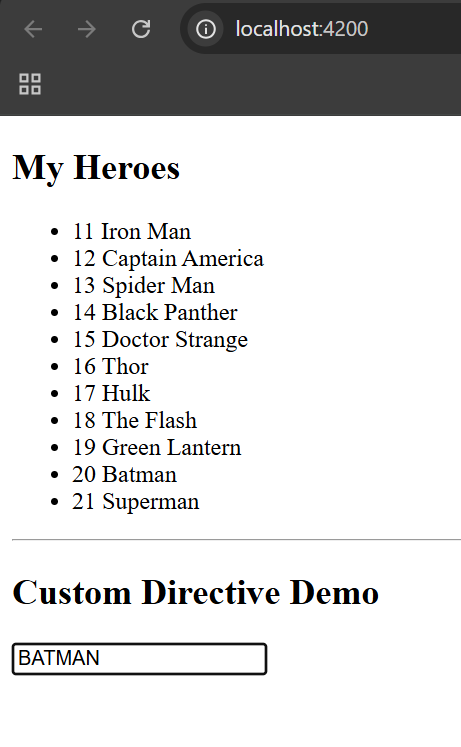 localhost:4200
My Heroes
11 Iron Man
12 Captain America
13 Spider Man
14 Black Panther
15 Doctor Strange
16 Thor
17 Hulk
18 The Flash
19 Green Lantern
20 Batman
21 Superman
Custom Directive Demo
BATMAN